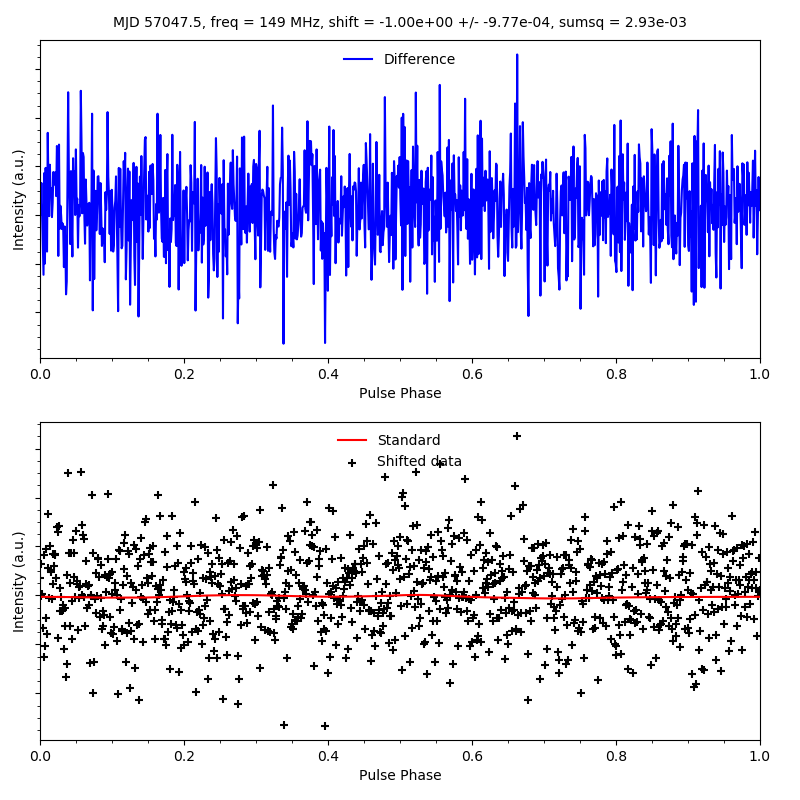 MJD 57047.5, freq = 149 MHz, shift = -1.00e+00 +/- -9.77e-04, sumsq = 2.93e-03
Difference
Intensity (a.u.)
0.0 0.2 0.4 0.6 0.8 1.0
Pulse Phase
Standard
Shifted data
Intensity (a.u.)
0.0 0.2 0.4 0.6 0.8 1.0
Pulse Phase